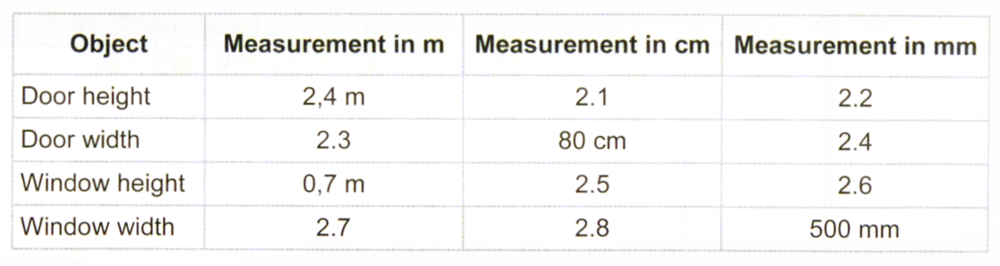 Object Measurement in m Measurement in cm Measurement in mm
Door height 2,4 m 2.1 2.2
Door width 2.3 80 cm 2.4
Window height 0,7 m 2.5 2.6
Window width 2.7 2.8 500 mm